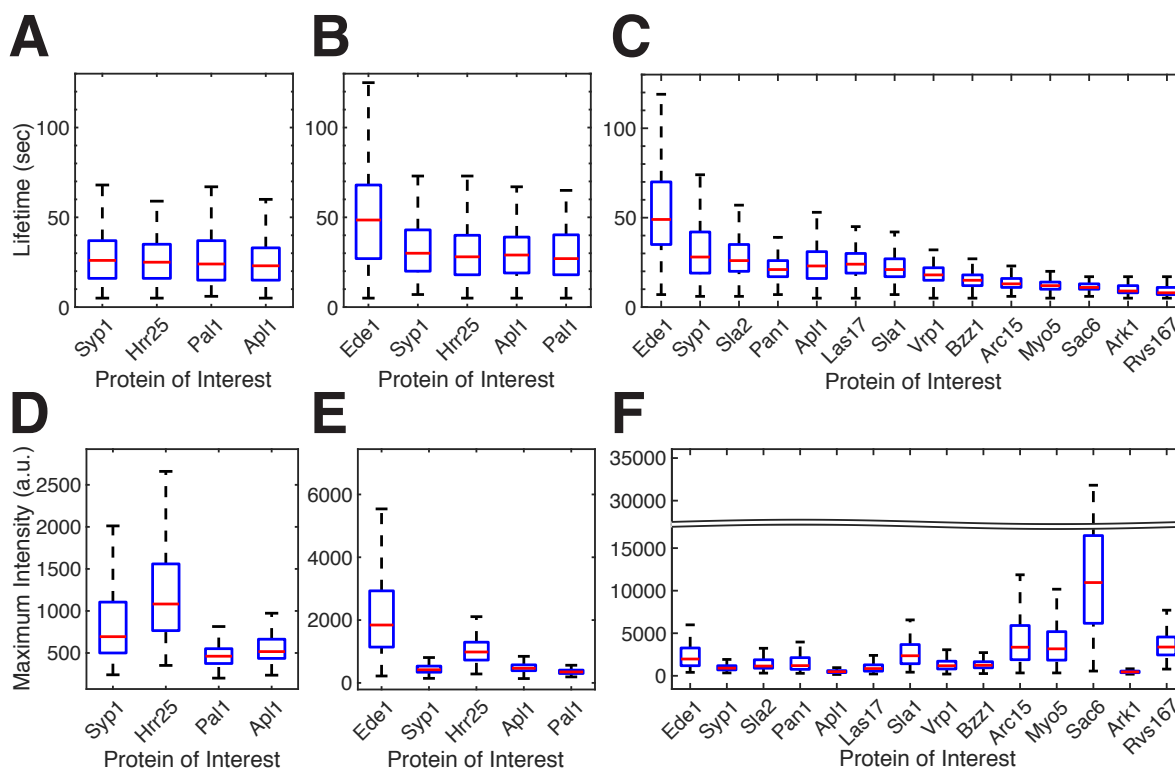 A
B
C
Lifetime (sec)
100
50
0
Syp1
Hrr25
Pal1
Apl1
Protein of Interest
100
50
0
Ede1
Syp1
Hrr25
Apl1
Pal1
Protein of Interest
100
50
0
Ede1
Syp1
Sla2
Pan1
Apl1
Las17
Sla1
Vrp1
Bzz1
Arc15
Myo5
Sac6
Ark1
Rvs167
Protein of Interest
D
E
F
Maximum Intensity (a.u.)
2500
2000
1500
1000
500
Syp1
Hrr25
Pal1
Apl1
Protein of Interest
6000
4000
2000
0
Ede1
Syp1
Hrr25
Apl1
Pal1
Protein of Interest
35000
30000
15000
10000
5000
0
Ede1
Syp1
Sla2
Pan1
Apl1
Las17
Sla1
Vrp1
Bzz1
Arc15
Myo5
Sac6
Ark1
Rvs167
Protein of Interest